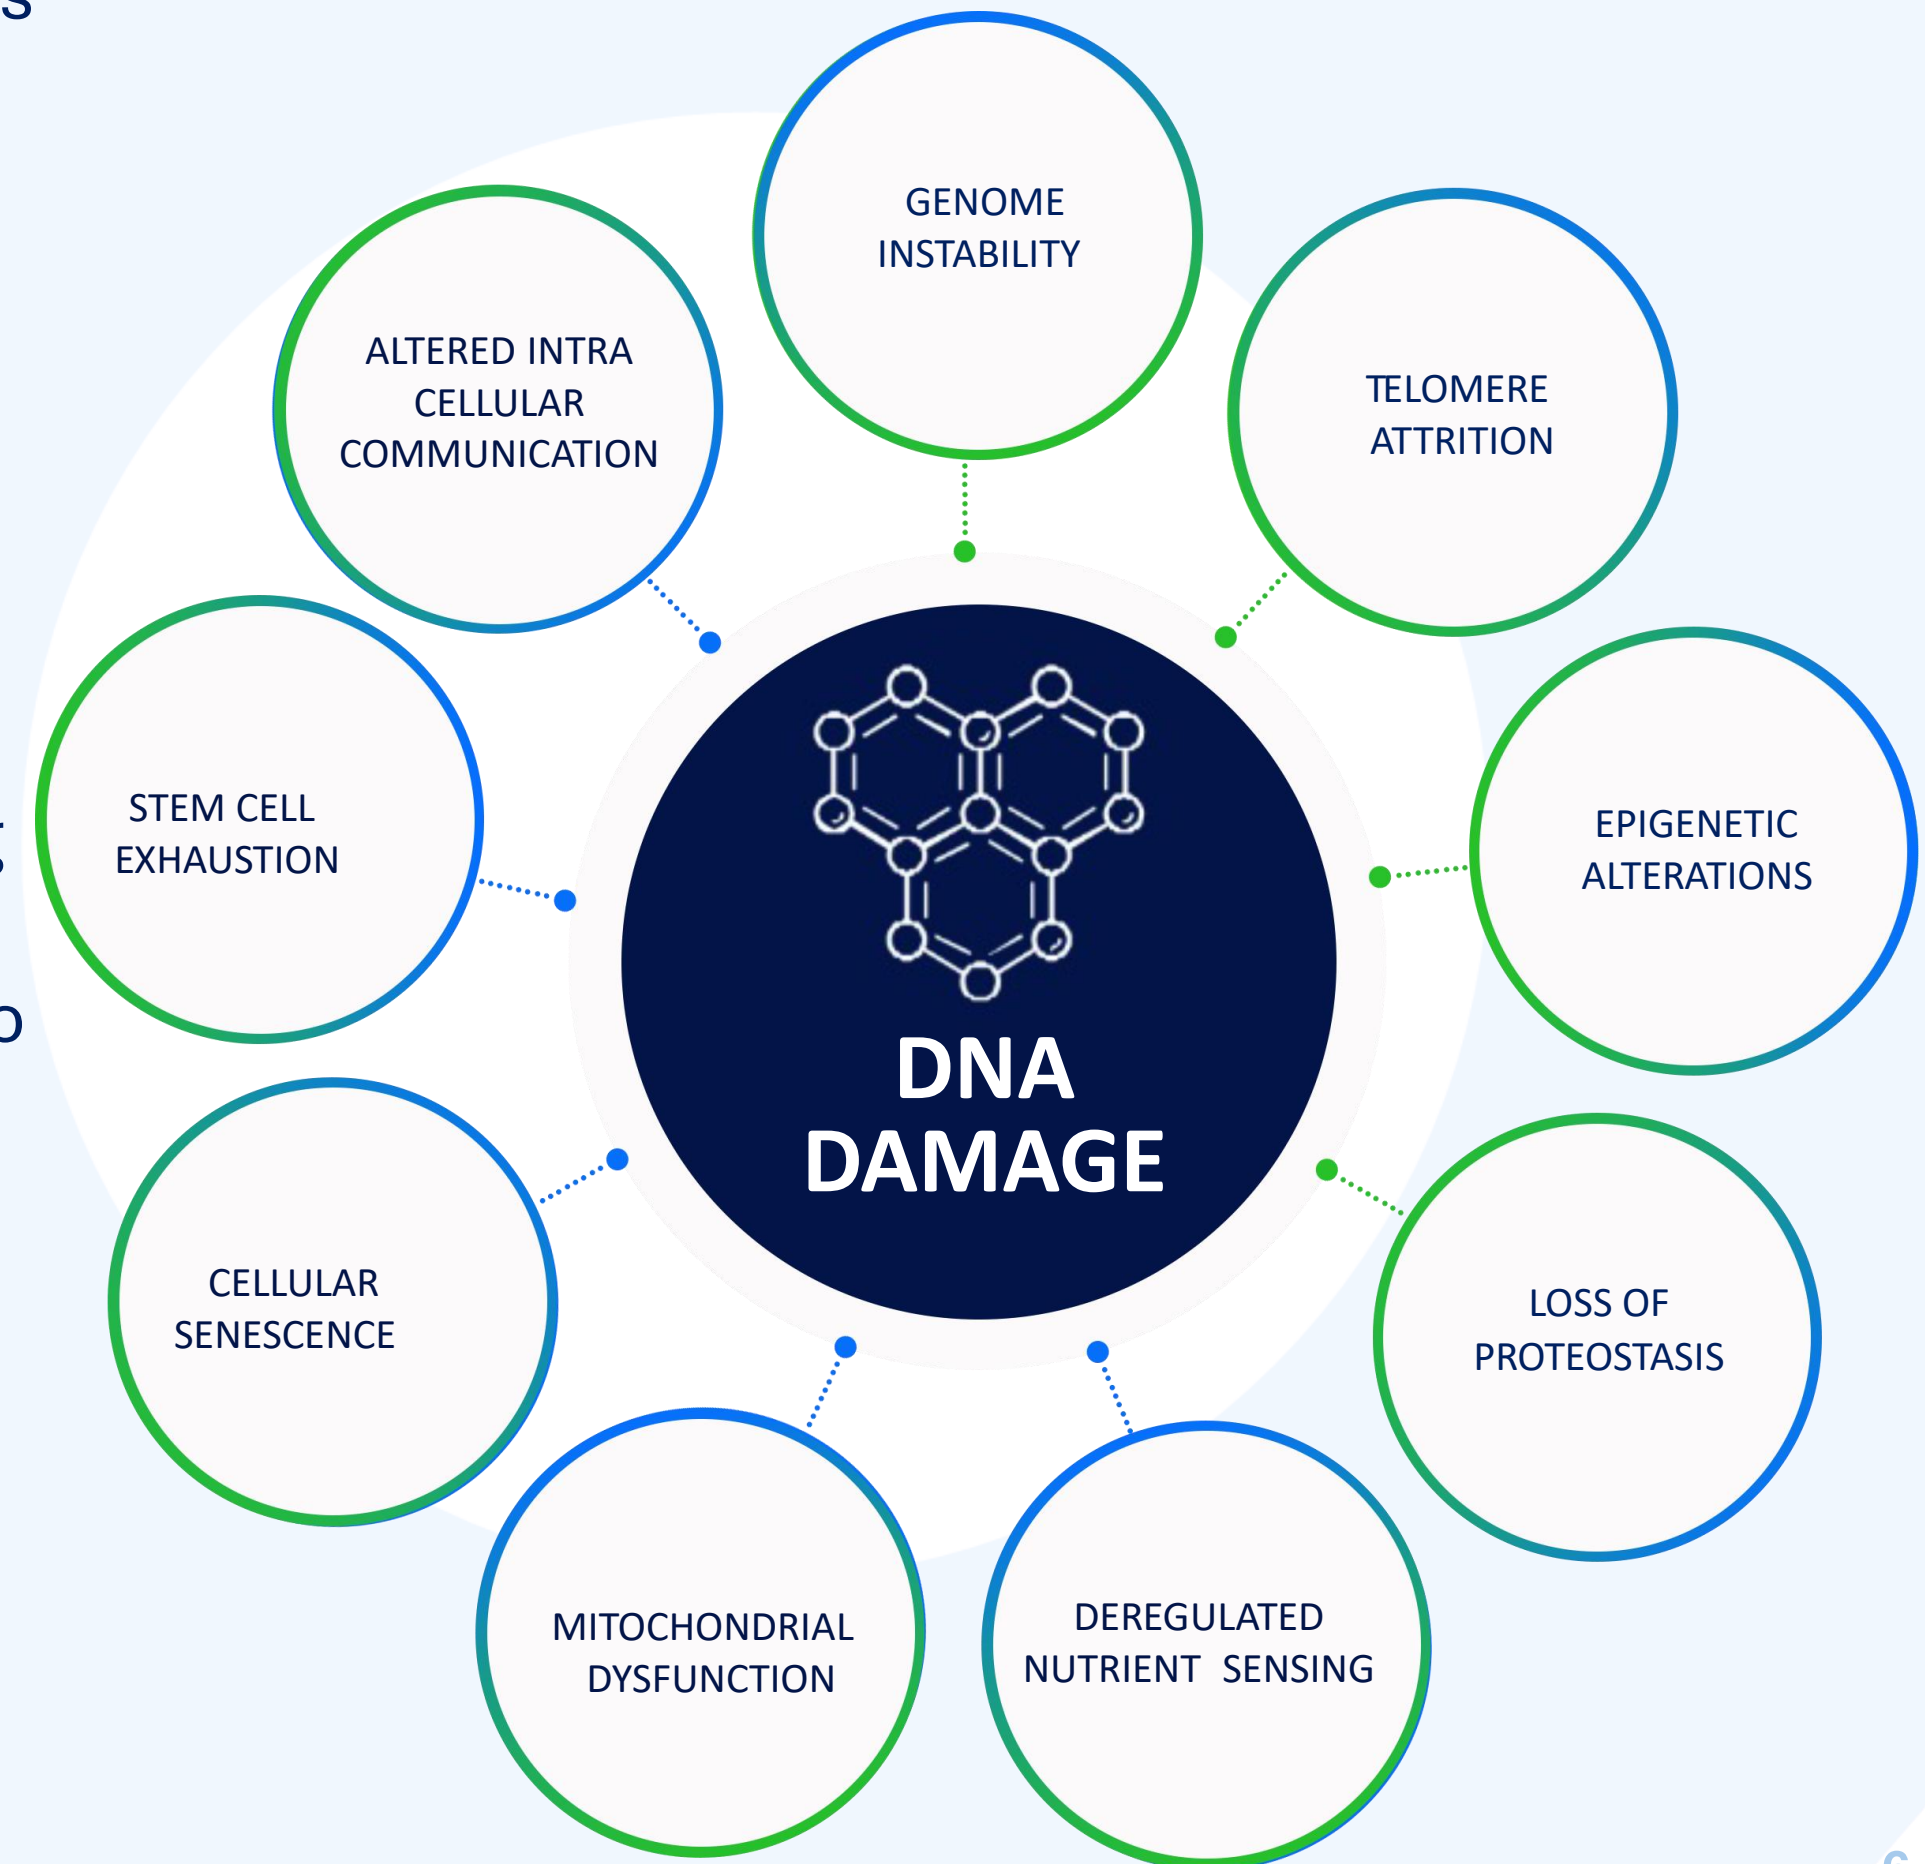 GENOME
INSTABILITY
TELOMERE
ATTRITION
EPIGENETIC
ALTERATIONS
LOSS OF
PROTEOSTASIS
DEREGULATED
NUTRIENT SENSING
MITOCHONDRIAL
DYSFUNCTION
CELLULAR
SENESCENCE
STEM CELL
EXHAUSTION
ALTERED INTRA
CELLULAR
COMMUNICATION
DNA
DAMAGE